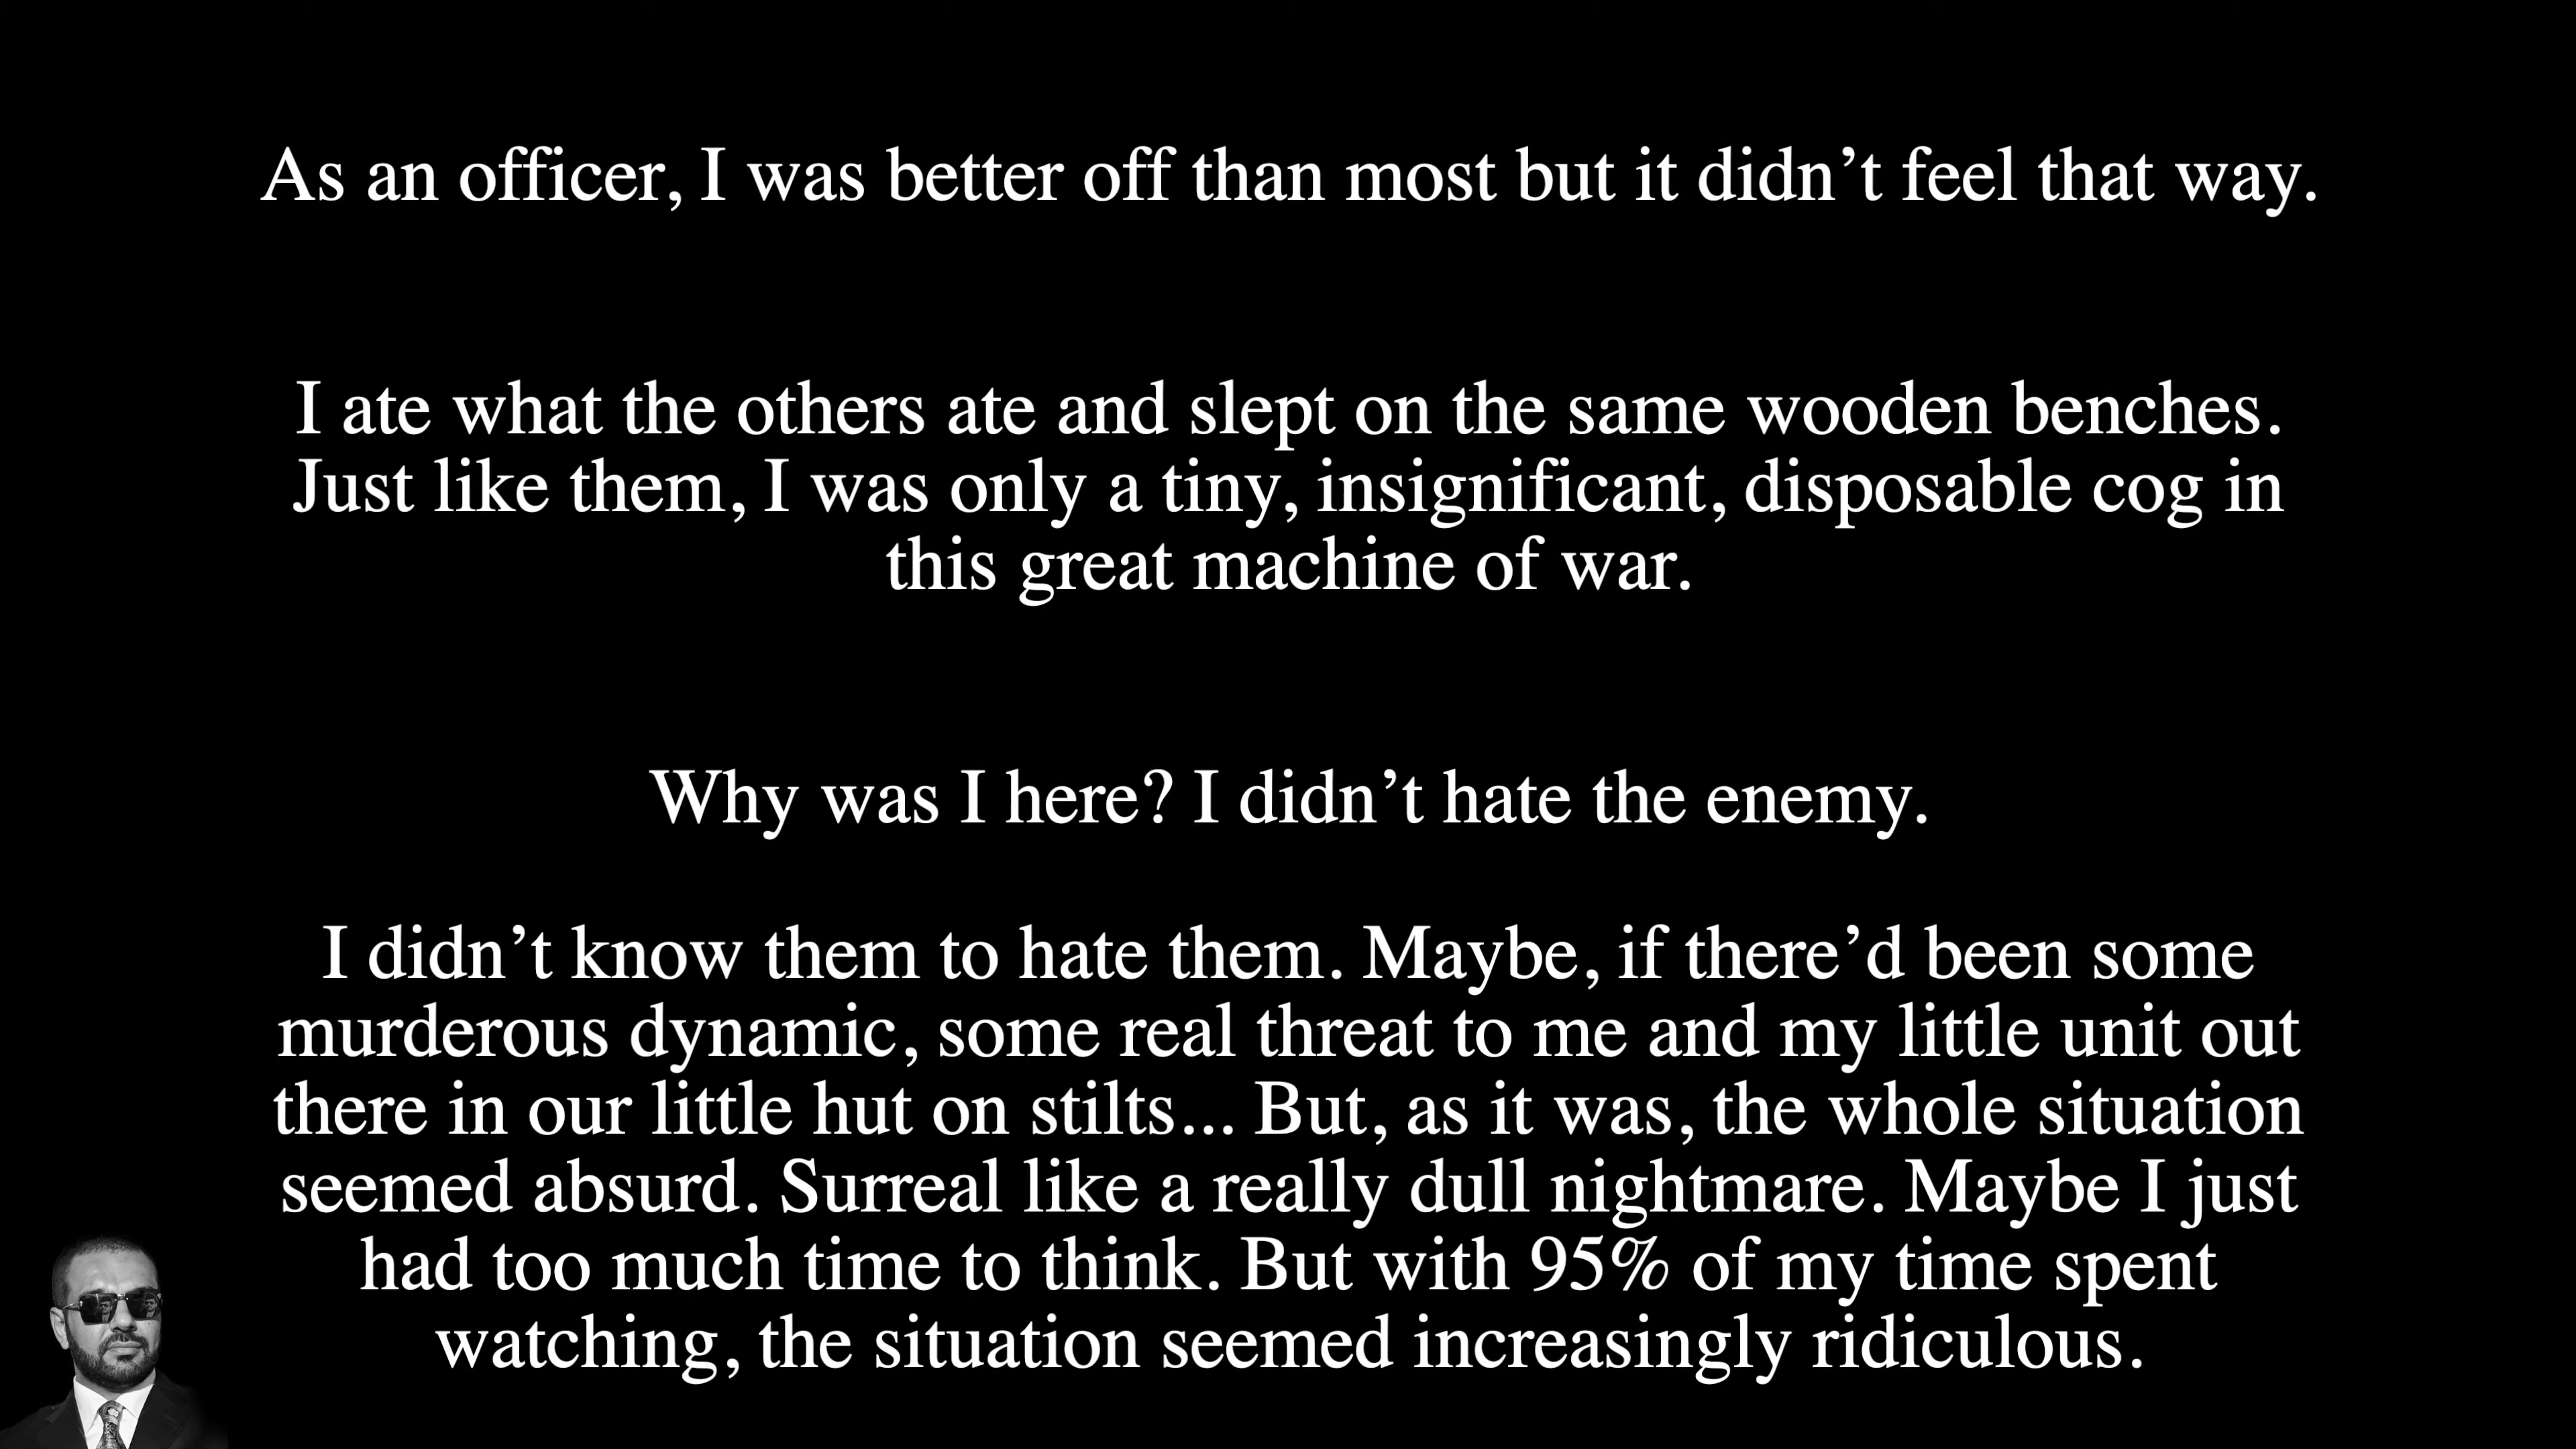 As an officer, I was better off than most but it didn’t feel that way.
I ate what the others ate and slept on the same wooden benches.
Just like them, I was only a tiny, insignificant, disposable cog in
this great machine of war.
Why was I here? I didn’t hate the enemy.
I didn’t know them to hate them. Maybe, if there’d been some
murderous dynamic, some real threat to me and my little unit out
there in our little hut on stilts... But, as it was, the whole situation
seemed absurd. Surreal like a really dull nightmare. Maybe I just
had too much time to think. But with 95% of my time spent
watching, the situation seemed increasingly ridiculous.